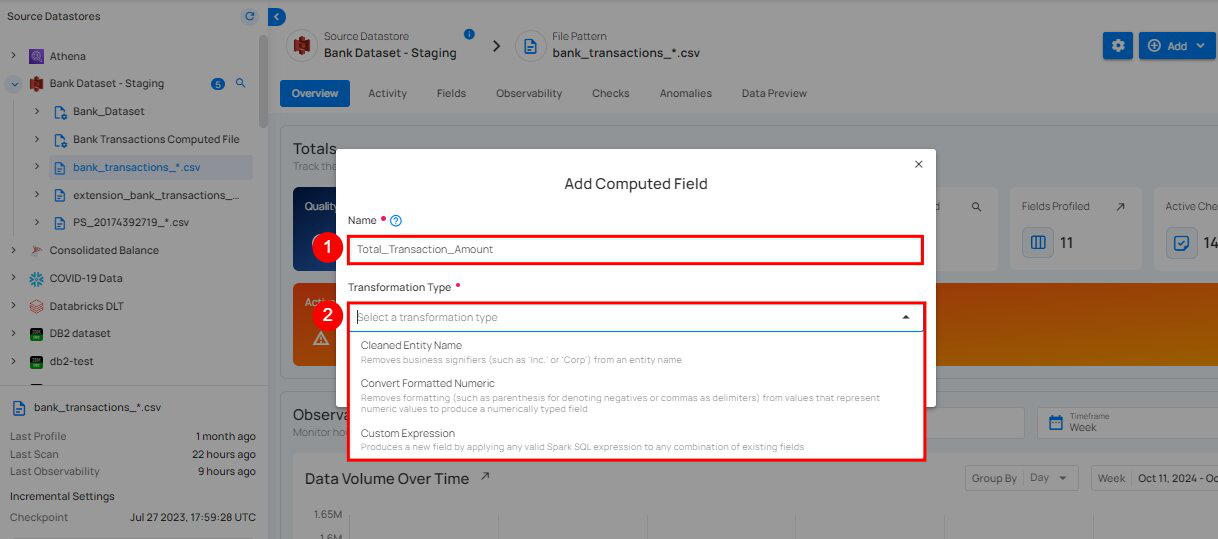 Source Datastores
Athena
Bank Dataset - Staging
5
Bank_Dataset
Bank Transactions Computed File
bank_transactions_*.csv
extension_bank_transactions_...
PS_20174392719_*.csv
Consolidated Balance
COVID-19 Data
Databricks DLT
DB2 dataset
db2-test
bank_transactions_*.csv
Last Profile 1 month ago
Last Scan 22 hours ago
Last Observability 9 hours ago
Incremental Settings
Checkpoint Jul 27 2023, 17:59:28 UTC
Source Datastore
Bank Dataset - Staging
File Pattern
bank_transactions_*.csv
Add
Overview Activity Fields Observability Checks Anomalies Data Preview
Totals
Track the
Quality
Fields Profiled
11
Active Che
14
Add Computed Field
Name *
1
Total_Transaction_Amount
Transformation Type *
2
Select a transformation type
Cleaned Entity Name
Removes business signifiers (such as 'Inc.' or 'Corp') from an entity name
Convert Formatted Numeric
Removes formatting (such as parenthesis for denoting negatives or commas as delimiters) from values that represent
numeric values to produce a numerically typed field
Custom Expression
Produces a new field by applying any valid Spark SQL expression to any combination of existing fields
Observa
Monitor ho
Timeframe
Week
Data Volume Over Time
Group By Day
Week Oct 11, 2024 - Oc
1.65M
1.6M